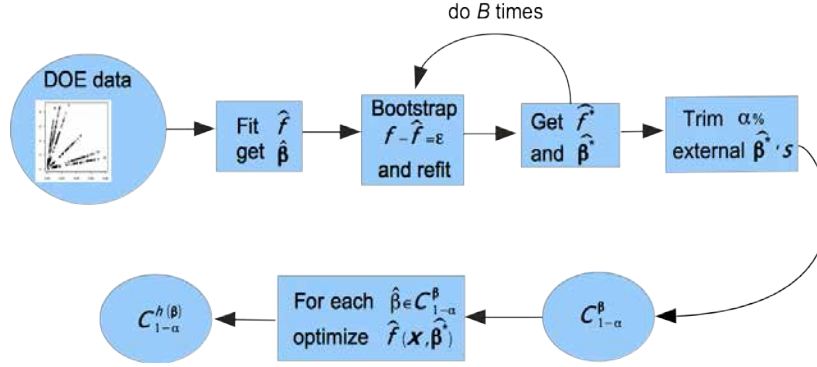 do B times
DOE data
Fit f̂
get β̂
Bootstrap
f − f̂ = ε
and refit
Get f̂*
and β̂*
Trim α%
external β̂*'s
C^β_{1-α}
For each β̂ ∈ C^β_{1-α}
optimize f̂(x, β̂*)
C^{h(β)}_{1-α}